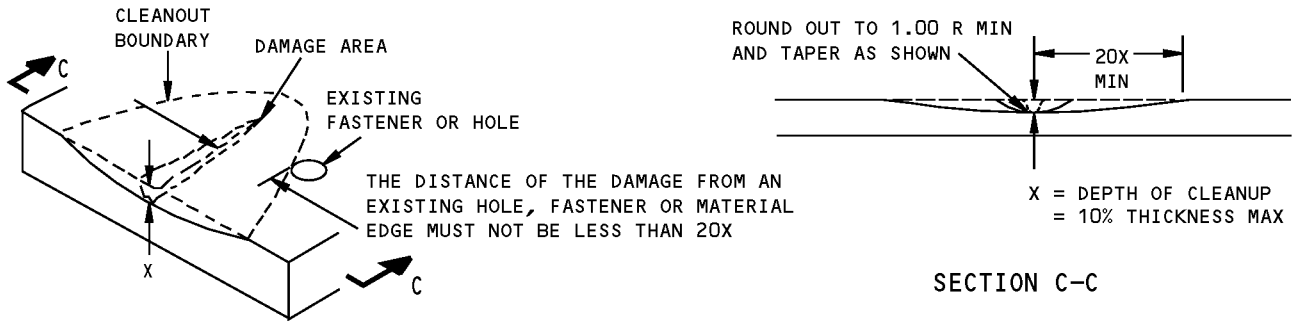 CLEANOUT
BOUNDARY
DAMAGE AREA
C
EXISTING
FASTENER OR HOLE
THE DISTANCE OF THE DAMAGE FROM AN
EXISTING HOLE, FASTENER OR MATERIAL
EDGE MUST NOT BE LESS THAN 20X
X
C
ROUND OUT TO 1.00 R MIN
AND TAPER AS SHOWN
20X
MIN
X = DEPTH OF CLEANUP
= 10% THICKNESS MAX
SECTION C-C